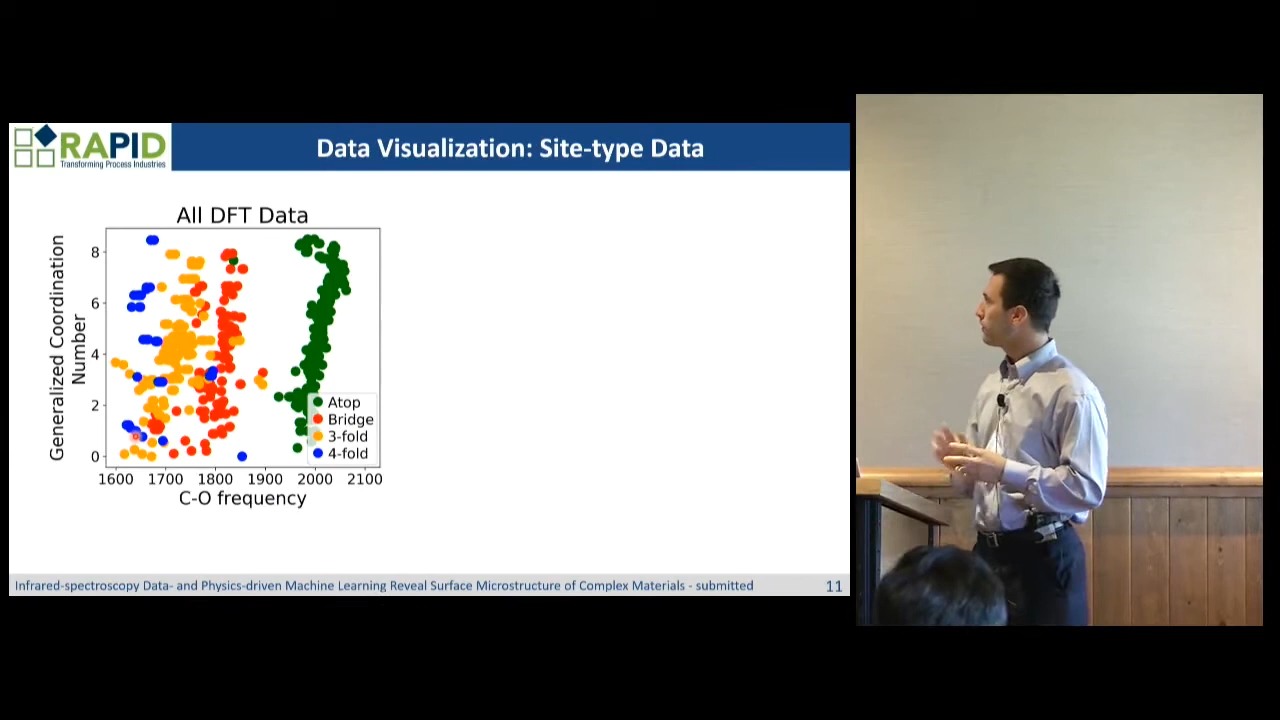 RAPID
Transforming Process Industries
Data Visualization: Site-type Data
All DFT Data
Generalized Coordination
Number
8
6
4
2
0
Atop
Bridge
3-fold
4-fold
1600 1700 1800 1900 2000 2100
C-O frequency
Infrared-spectroscopy Data- and Physics-driven Machine Learning Reveal Surface Microstructure of Complex Materials - submitted 11